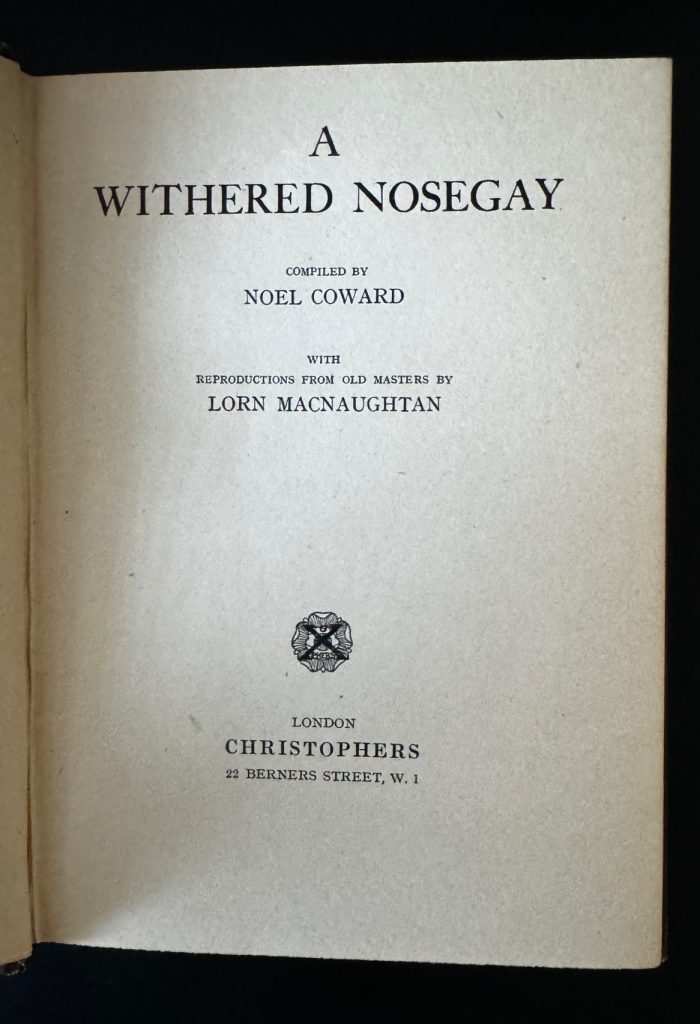 A
WITHERED NOSEGAY
COMPILED BY
NOEL COWARD
WITH
REPRODUCTIONS FROM OLD MASTERS BY
LORN MACNAUGHTAN
LONDON
CHRISTOPHERS
22 BERNERS STREET, W. 1